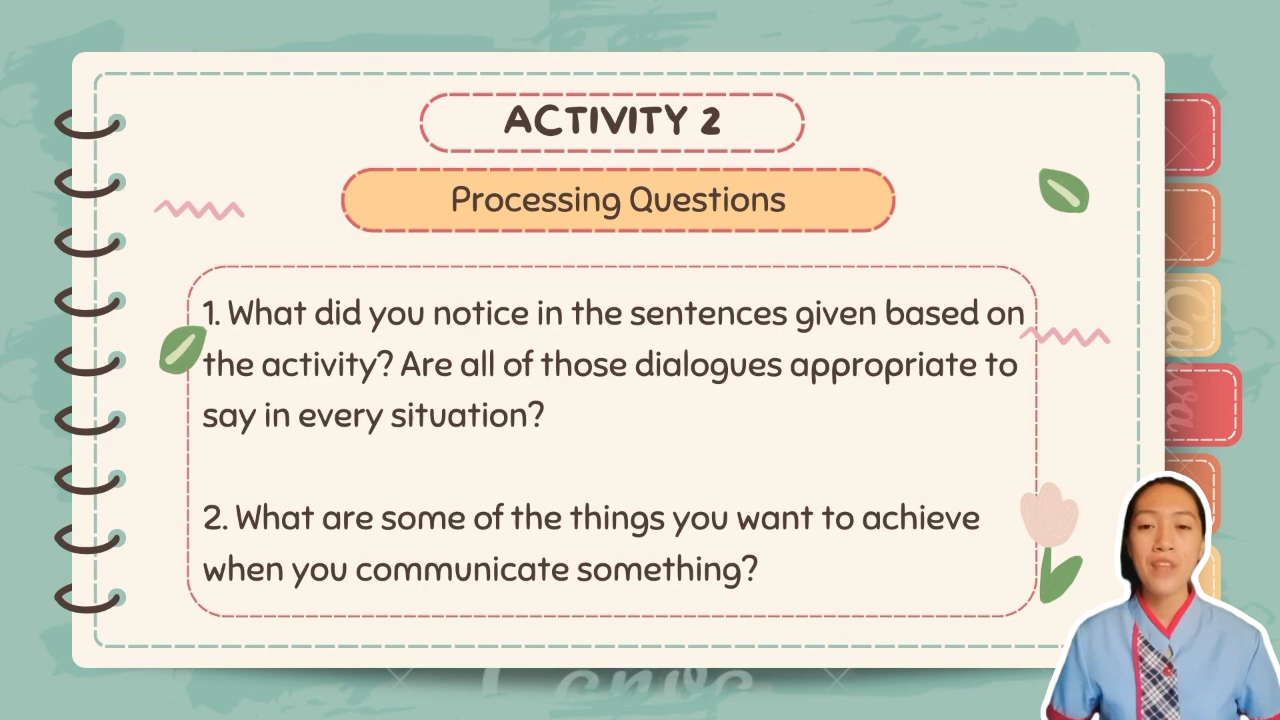 ACTIVITY 2
Processing Questions
1. What did you notice in the sentences given based on
the activity? Are all of those dialogues appropriate to
say in every situation?
2. What are some of the things you want to achieve
when you communicate something?
Canva
Canva